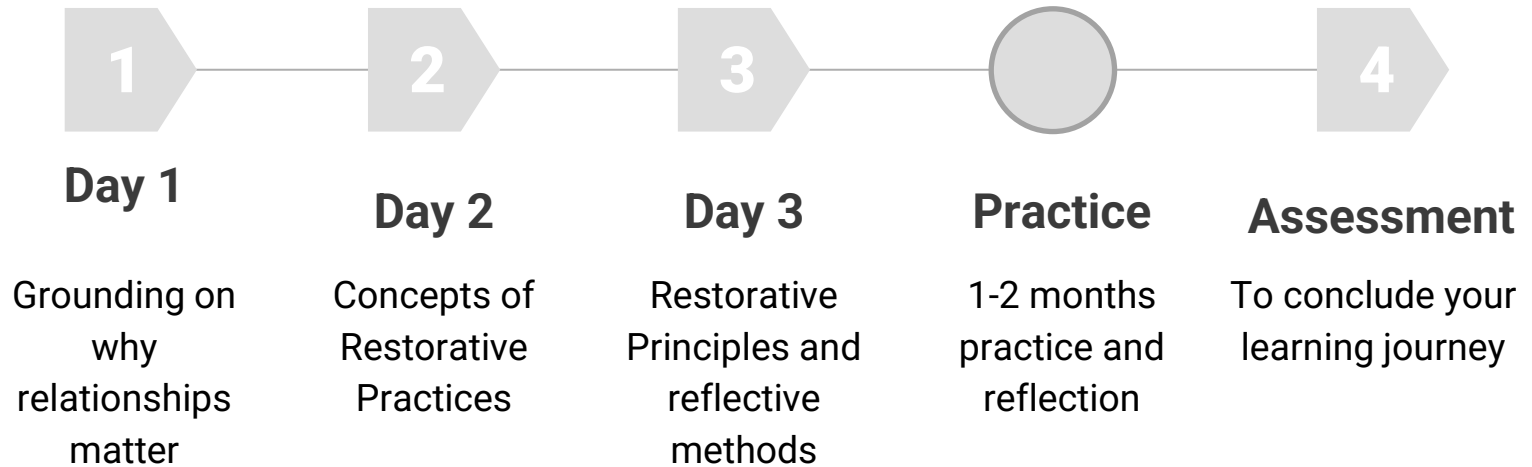 1
2
3
4
Day 1
Day 2
Day 3
Practice
Assessment
Grounding on
why
relationships
matter
Concepts of
Restorative
Practices
Restorative
Principles and
reflective
methods
1-2 months
practice and
reflection
To conclude your
learning journey